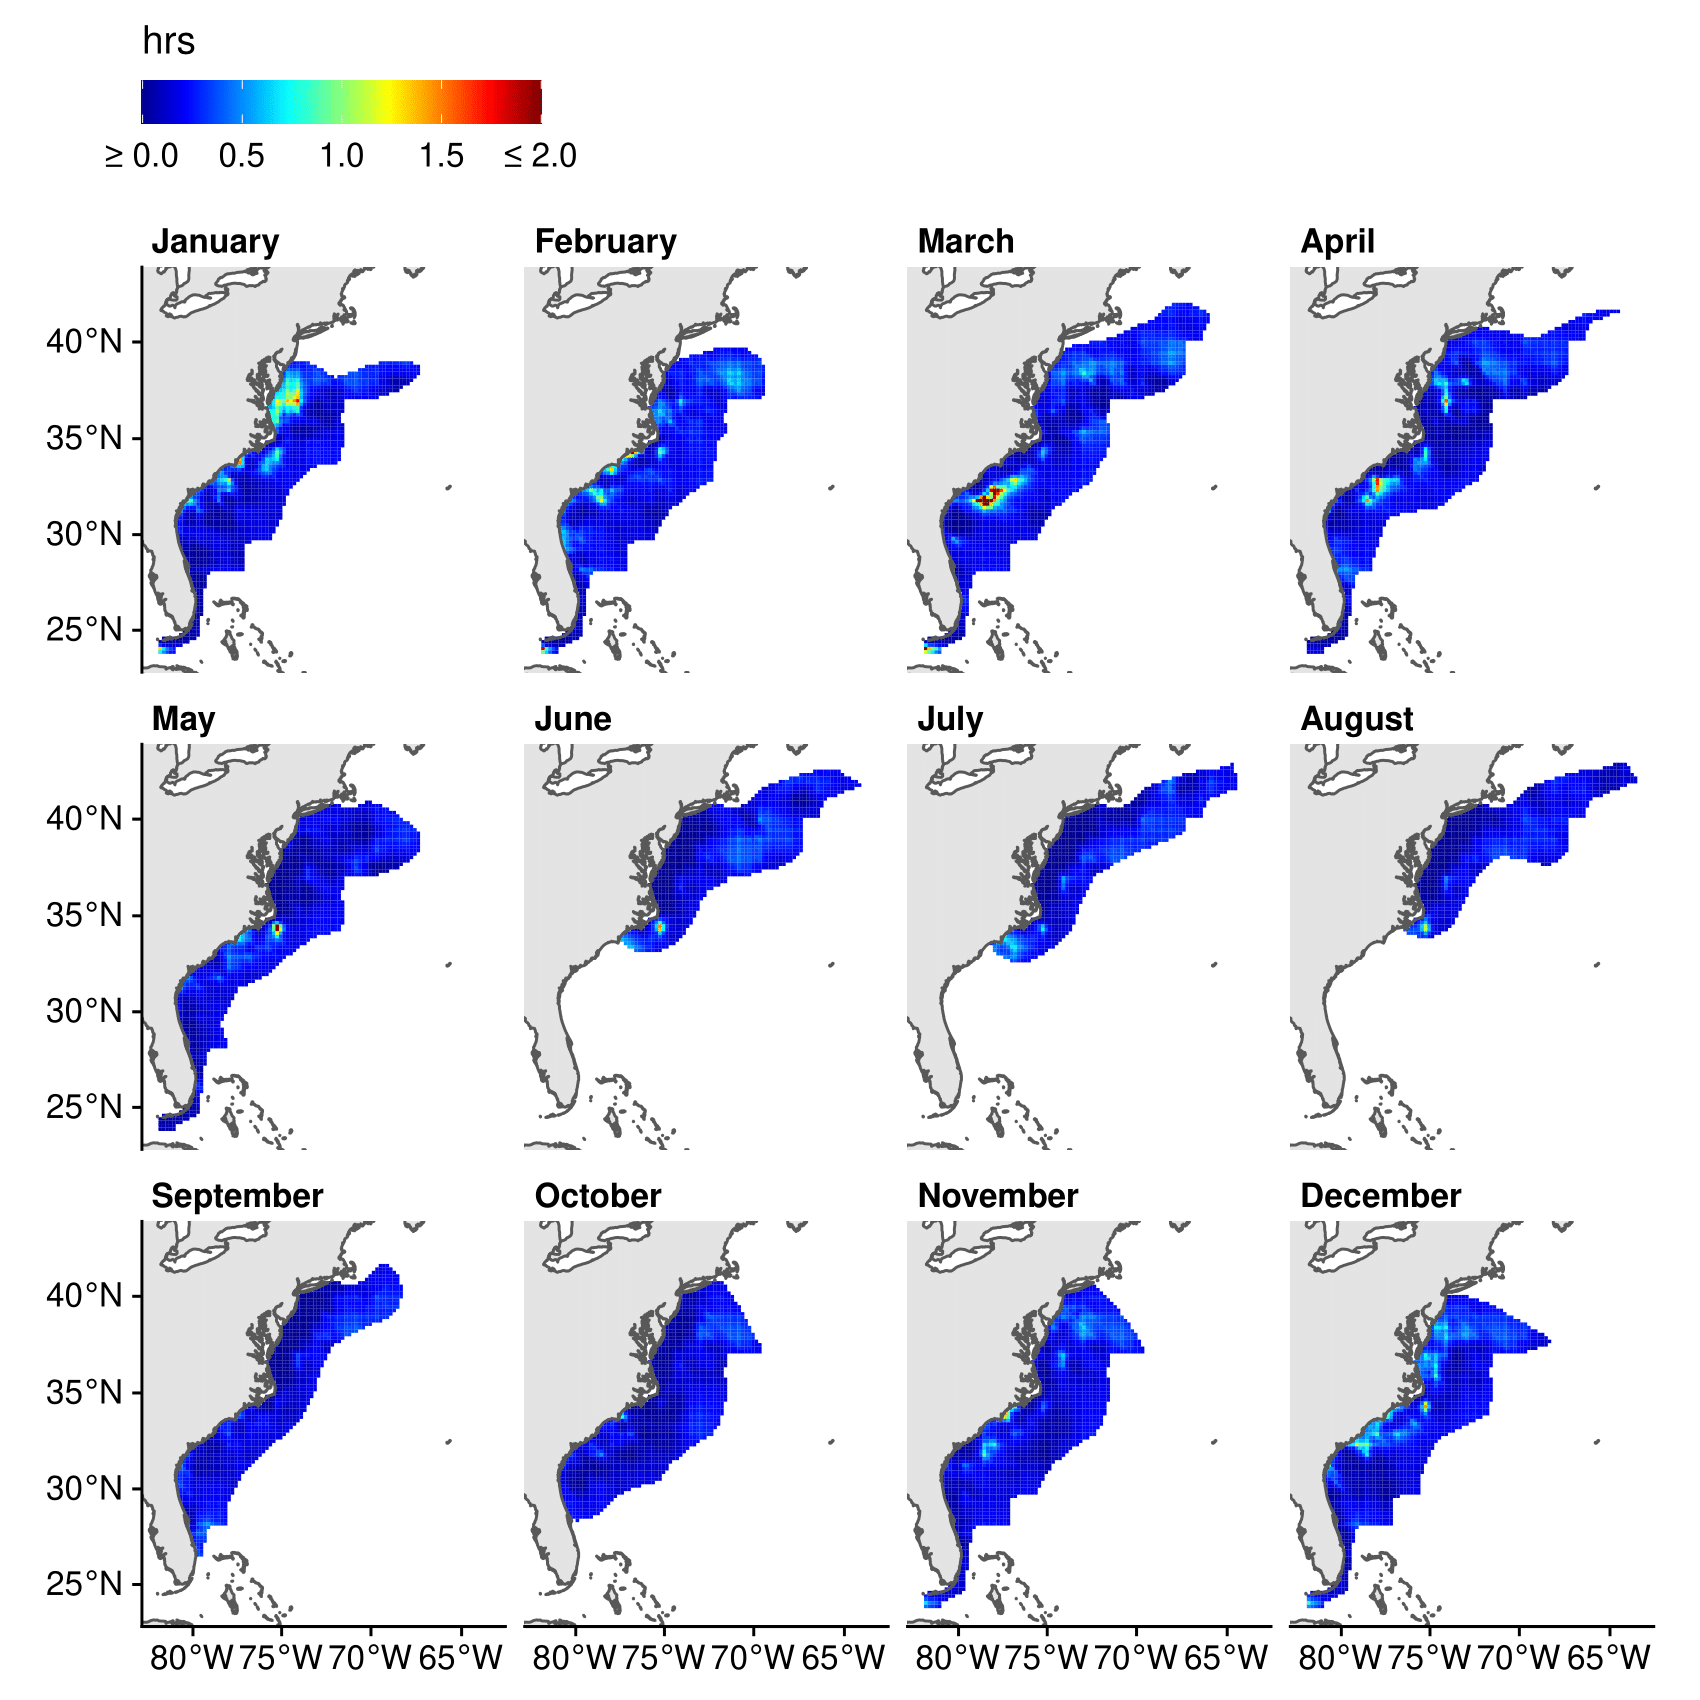 hrs
≥ 0.0 0.5 1.0 1.5 ≤ 2.0
January February March April
40°N
35°N
30°N
25°N
May June July August
40°N
35°N
30°N
25°N
September October November December
40°N
35°N
30°N
25°N
80°W 75°W 70°W 65°W 80°W 75°W 70°W 65°W 80°W 75°W 70°W 65°W 80°W 75°W 70°W 65°W